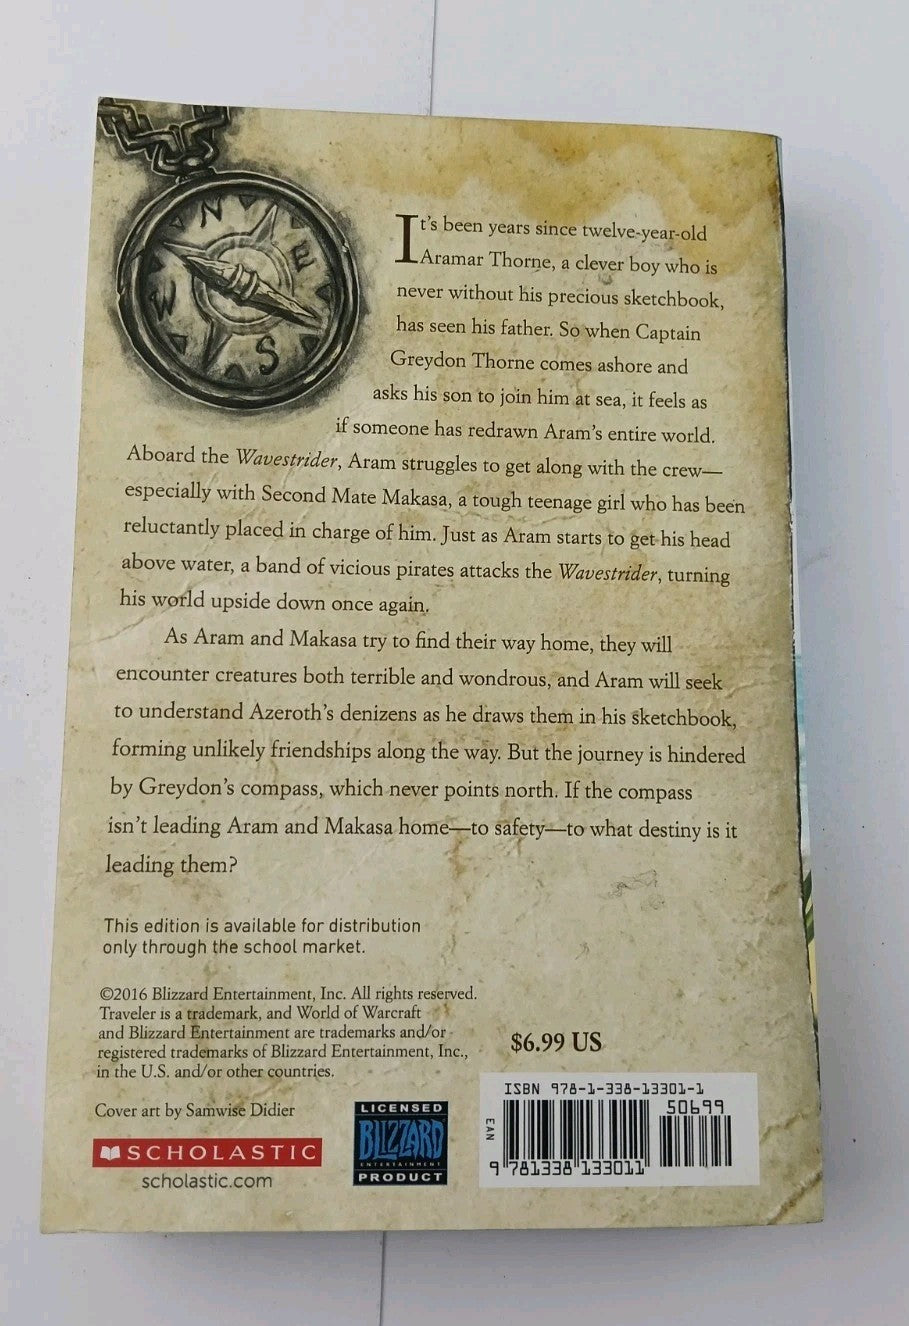 N
E
W
S
It's been years since twelve-year-old
Aramar Thorne, a clever boy who is
never without his precious sketchbook,
has seen his father. So when Captain
Greydon Thorne comes ashore and
asks his son to join him at sea, it feels as
if someone has redrawn Aram's entire world.
Aboard the Wavestrider, Aram struggles to get along with the crew—
especially with Second Mate Makasa, a tough teenage girl who has been
reluctantly placed in charge of him. Just as Aram starts to get his head
above water, a band of vicious pirates attacks the Wavestrider, turning
his world upside down once again.
As Aram and Makasa try to find their way home, they will
encounter creatures both terrible and wondrous, and Aram will seek
to understand Azeroth's denizens as he draws them in his sketchbook,
forming unlikely friendships along the way. But the journey is hindered
by Greydon's compass, which never points north. If the compass
isn't leading Aram and Makasa home—to safety—to what destiny is it
leading them?
This edition is available for distribution
only through the school market.
©2016 Blizzard Entertainment, Inc. All rights reserved.
Traveler is a trademark, and World of Warcraft
and Blizzard Entertainment are trademarks and/or
registered trademarks of Blizzard Entertainment, Inc.,
in the U.S. and/or other countries.
Cover art by Samwise Didier
SCHOLASTIC
scholastic.com
LICENSED
BLIZZARD
ENTERTAINMENT
PRODUCT
$6.99 US
ISBN 978-1-338-13301-1
50699
EAN
9 781338 133011